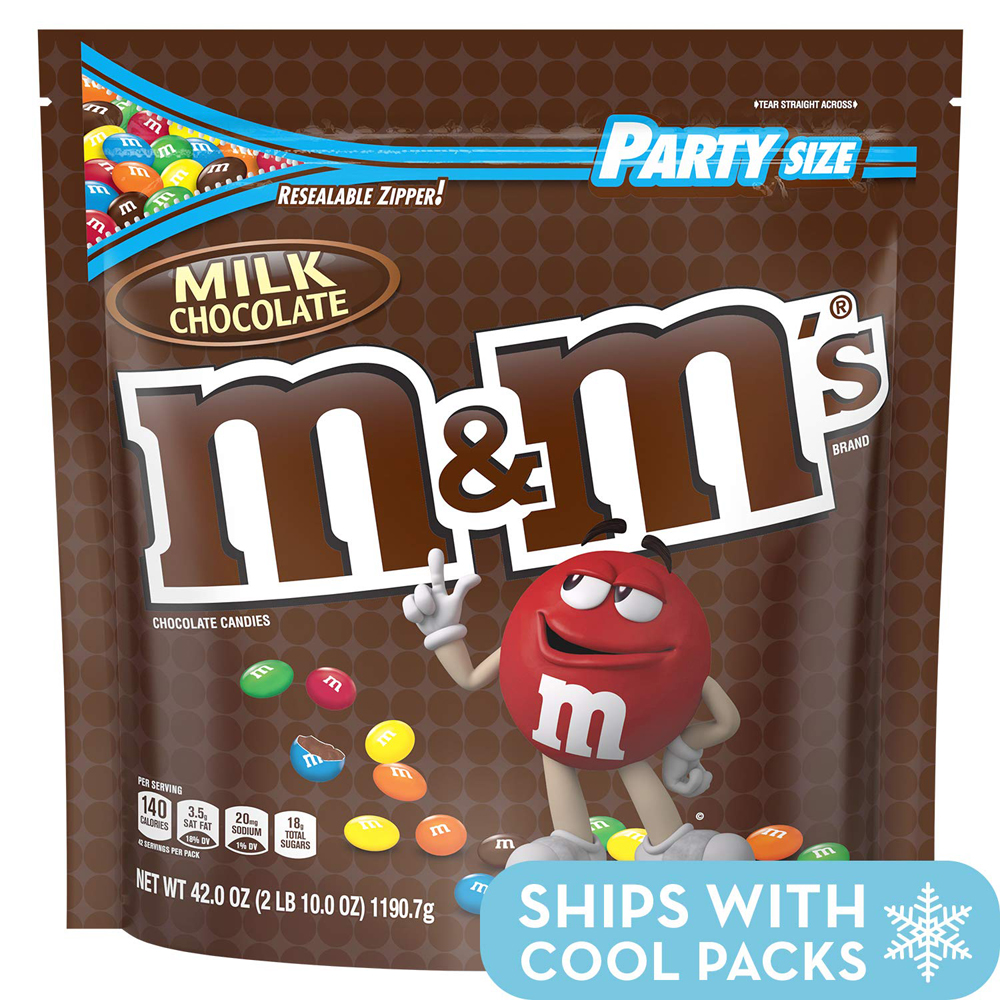 TEAR STRAIGHT ACROSS
PARTY SIZE
RESEALABLE ZIPPER!
MILK
CHOCOLATE
m&m's®
BRAND
CHOCOLATE CANDIES
m
PER SERVING
140
CALORIES
3.5g
SAT FAT
18% DV
20mg
SODIUM
1% DV
18g
TOTAL
SUGARS
42 SERVINGS PER PACK
©
NET WT 42.0 OZ (2 LB 10.0 OZ) 1190.7g
SHIPS WITH
COOL PACKS